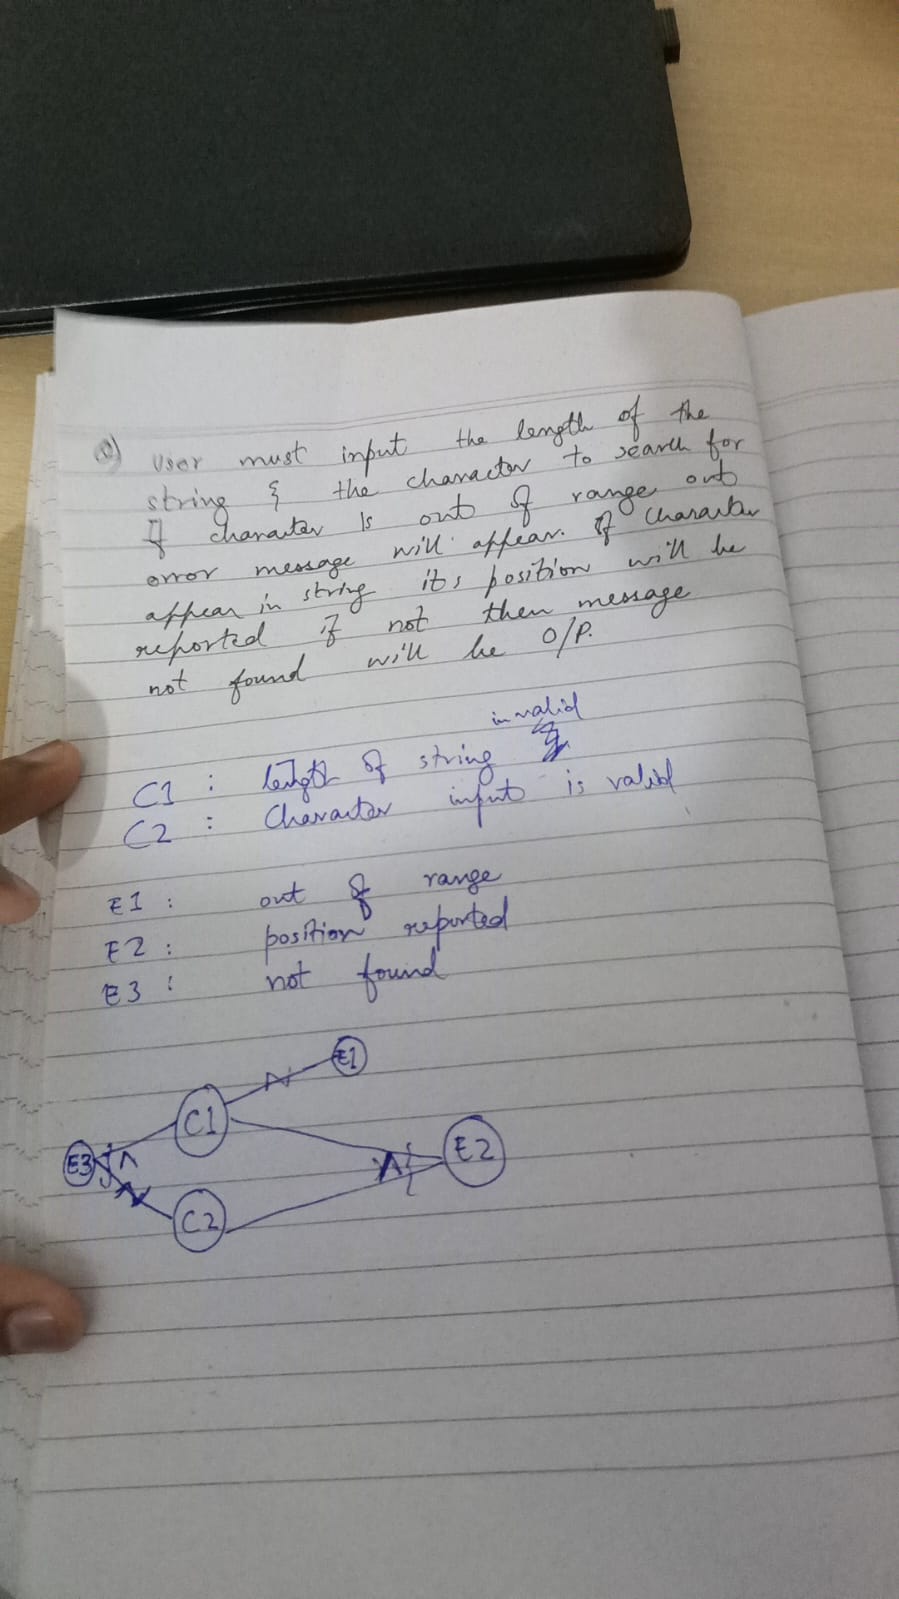 Q) User must input the length of the
string & the character to search for
If character is out of range out
error message will appear. If character
appear in string its position will be
reported if not then message
not found will be O/P.
invalid
C1 : length of string
C2 : Character input is valid
E1 : out of range
E2 : position reported
E3 : not found
E1
N
C1
E3 ^ ^ E2
N
C2